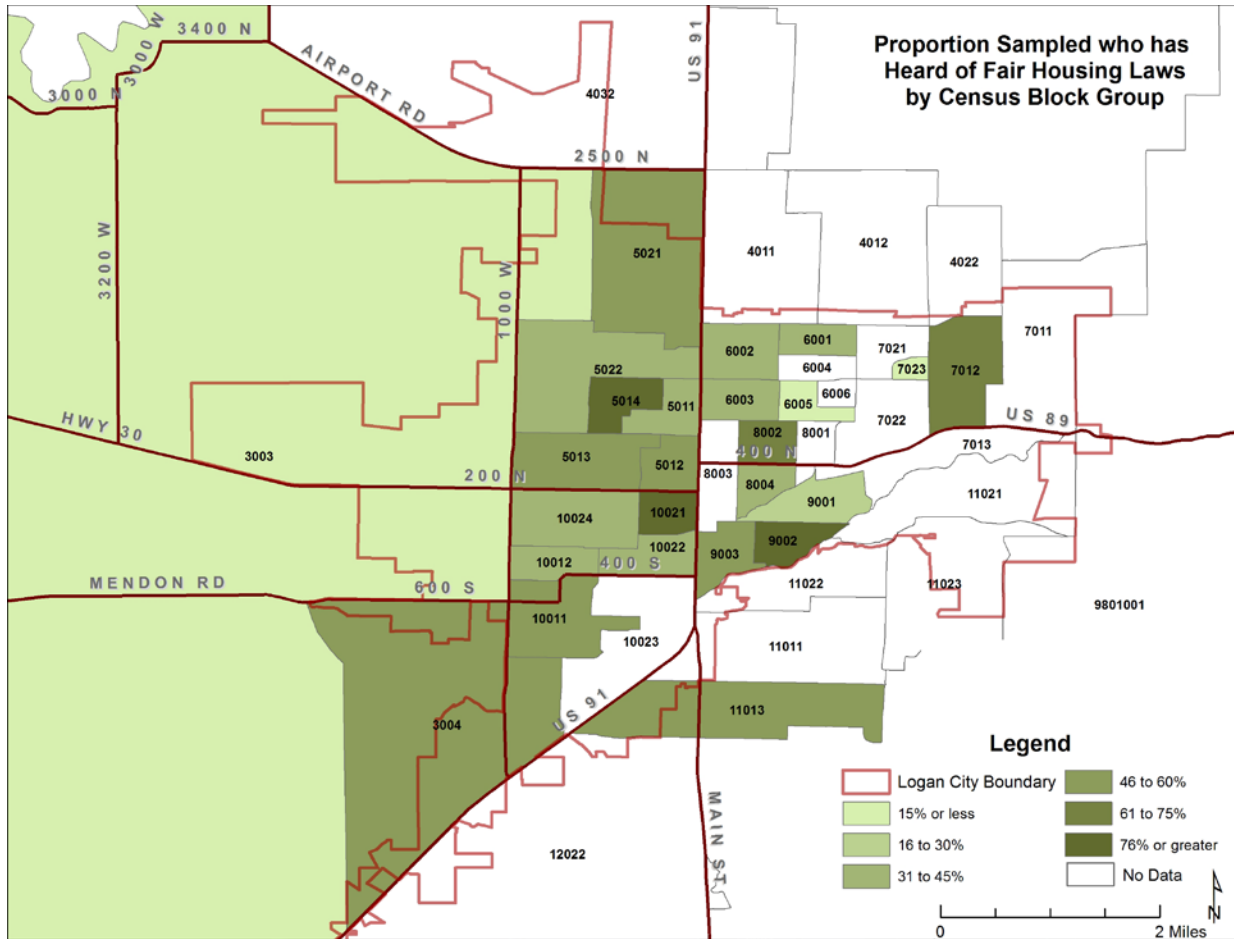 Proportion Sampled who has
Heard of Fair Housing Laws
by Census Block Group
3400 N
3000 W
3000 N
AIRPORT RD
US 91
4032
2500 N
3200 W
1000 W
5021
4011
4012
4022
7011
6002
6001
7021
6004
7023
7012
5022
5014
5011
6003
6005
6006
7022
US 89
HWY 30
8002
8001
7013
3003
5013
5012
400 N
200 N
8003
8004
9001
11021
10024
10021
9002
10022
9003
10012
400 S
MENDON RD
600 S
11022
11023
9801001
10011
10023
11011
3004
US 91
11013
MAIN ST
12022
Legend
Logan City Boundary
15% or less
16 to 30%
31 to 45%
46 to 60%
61 to 75%
76% or greater
No Data
N
0 2 Miles